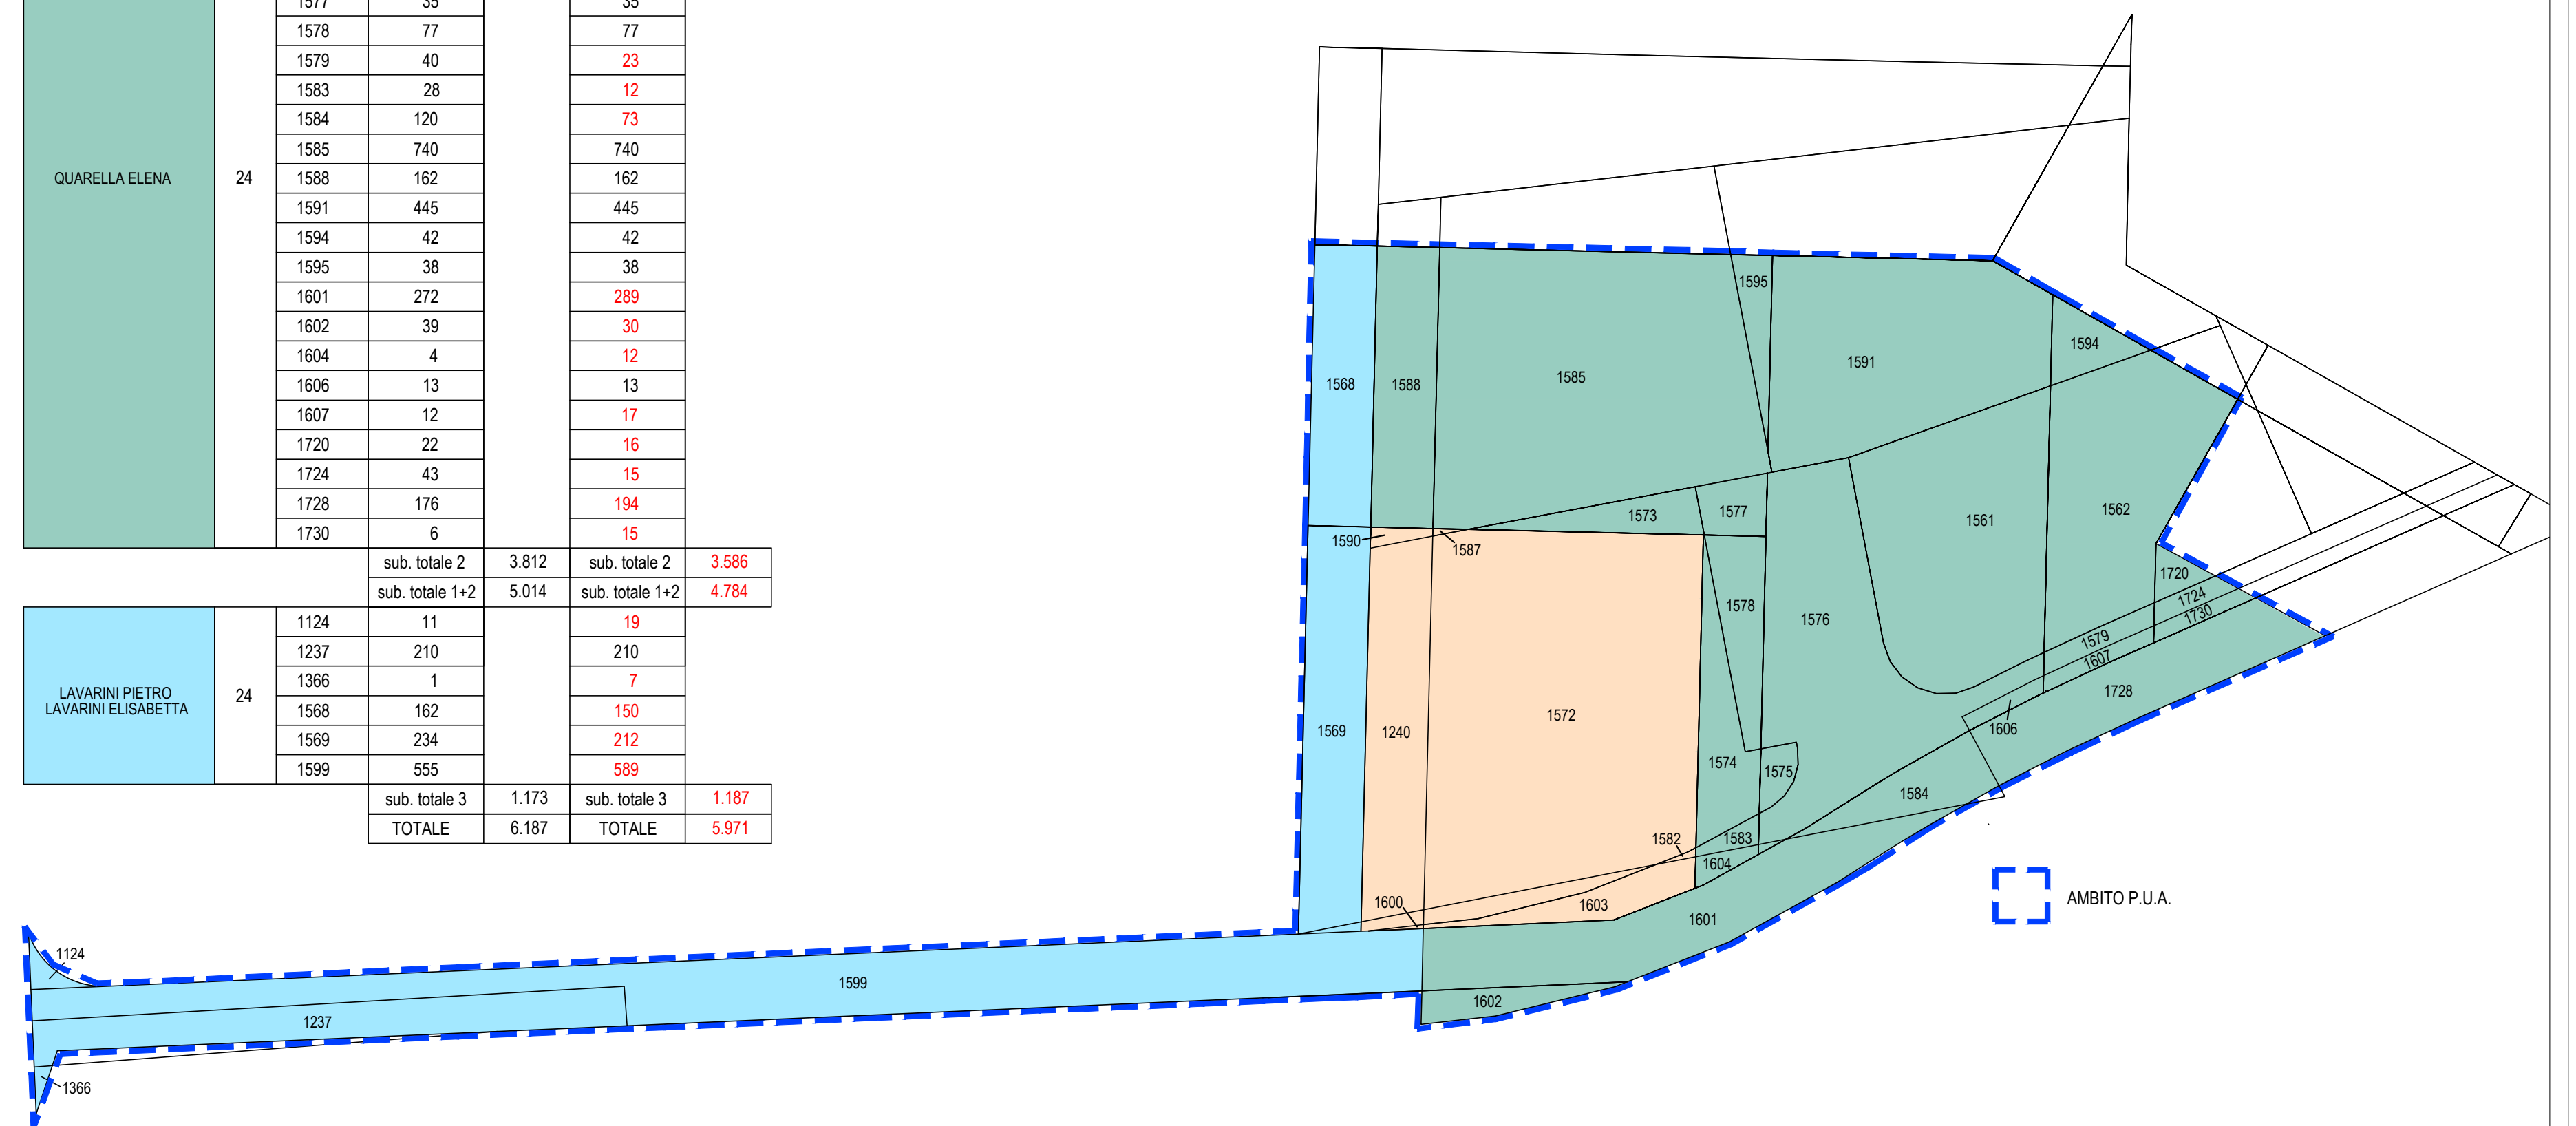 1577 35 35
1578 77 77
1579 40 23
1583 28 12
1584 120 73
1585 740 740
QUARELLA ELENA 24 1588 162 162
1591 445 445
1594 42 42
1595 38 38
1601 272 289
1602 39 30
1604 4 12
1606 13 13
1607 12 17
1720 22 16
1724 43 15
1728 176 194
1730 6 15
sub. totale 2 3.812 sub. totale 2 3.586
sub. totale 1+2 5.014 sub. totale 1+2 4.784
1124 11 19
1237 210 210
1366 1 7
LAVARINI PIETRO
LAVARINI ELISABETTA
24
1568 162 150
1569 234 212
1599 555 589
sub. totale 3 1.173 sub. totale 3 1.187
TOTALE 6.187 TOTALE 5.971
1595
1594
1591
1568
1588
1585
1573
1577
1561
1562
1590
1587
1720
1724
1730
1578
1576
1579
1607
1728
1569
1240
1572
1606
1574
1575
1584
1582
1583
1604
1600
1603
1601
AMBITO P.U.A.
1124
1599
1602
1237
1366